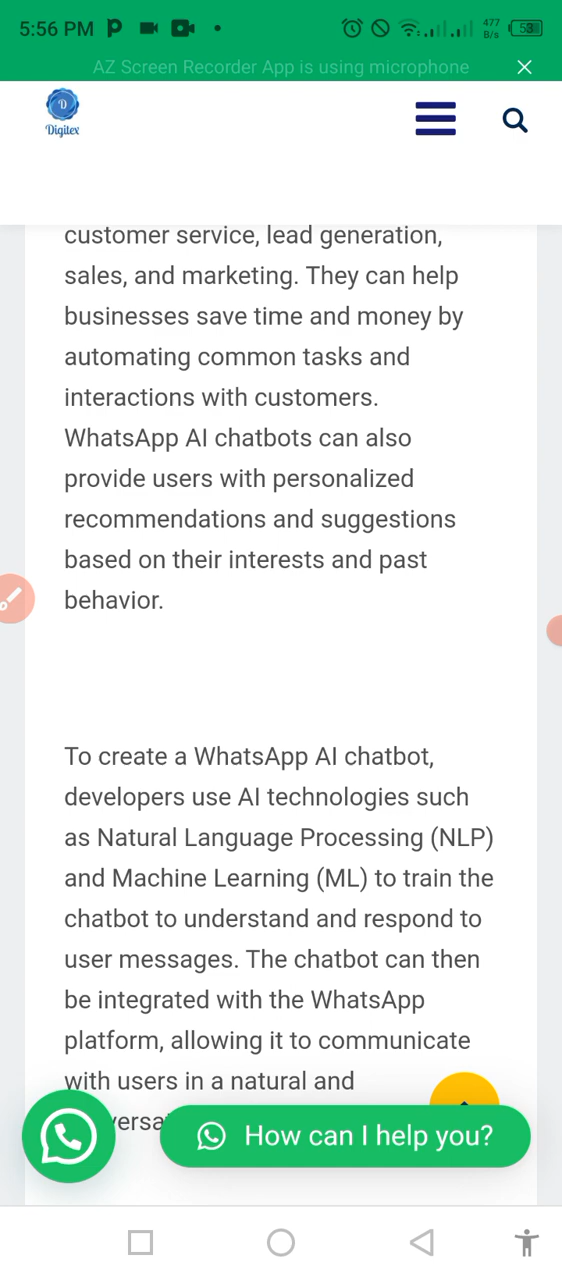 5:56 PM
477
B/s
53
AZ Screen Recorder App is using microphone
D
Digitex
customer service, lead generation,
sales, and marketing. They can help
businesses save time and money by
automating common tasks and
interactions with customers.
WhatsApp AI chatbots can also
provide users with personalized
recommendations and suggestions
based on their interests and past
behavior.
To create a WhatsApp AI chatbot,
developers use AI technologies such
as Natural Language Processing (NLP)
and Machine Learning (ML) to train the
chatbot to understand and respond to
user messages. The chatbot can then
be integrated with the WhatsApp
platform, allowing it to communicate
with users in a natural and
How can I help you?